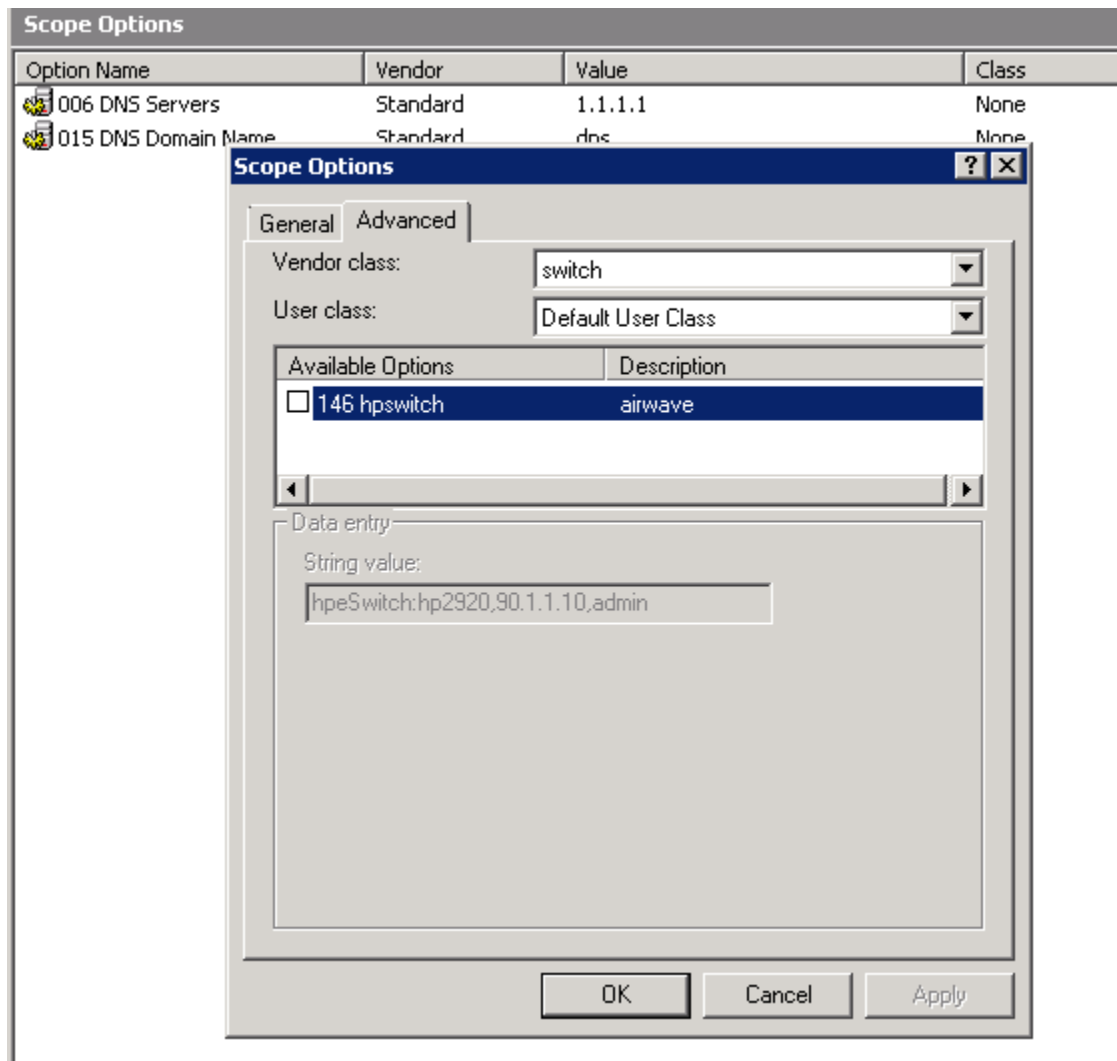 Scope Options
Option Name Vendor Value Class
006 DNS Servers Standard 1.1.1.1 None
015 DNS Domain Name Standard dns None
Scope Options
General Advanced
Vendor class: switch
User class: Default User Class
Available Options Description
146 hpswitch airwave
Data entry
String value:
hpeSwitch:hp2920,90.1.1.10,admin
OK Cancel Apply